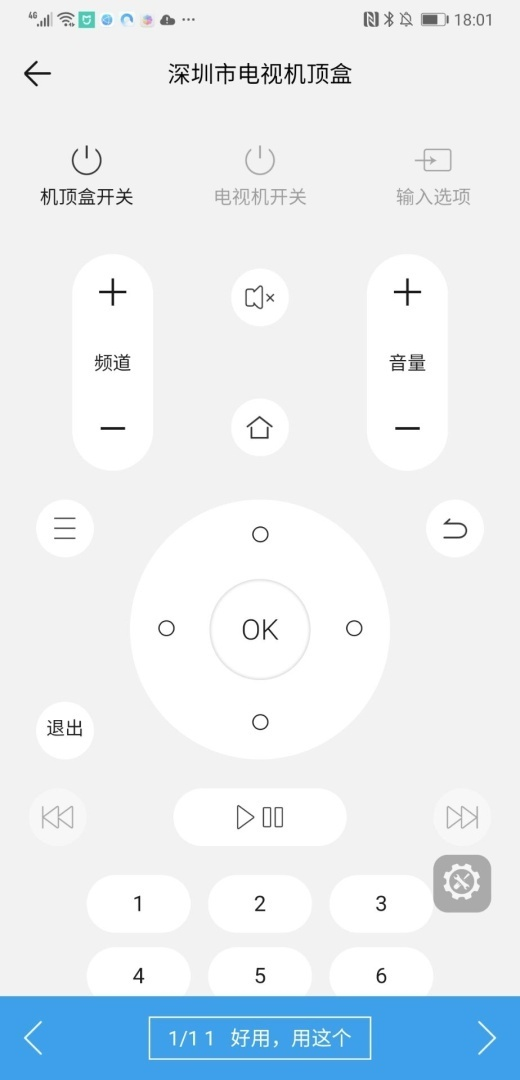 4G 18:01
深圳市电视机顶盒
机顶盒开关 电视机开关 输入选项
频道 音量
OK
退出
1 2 3
4 5 6
1/1 1 好用，用这个